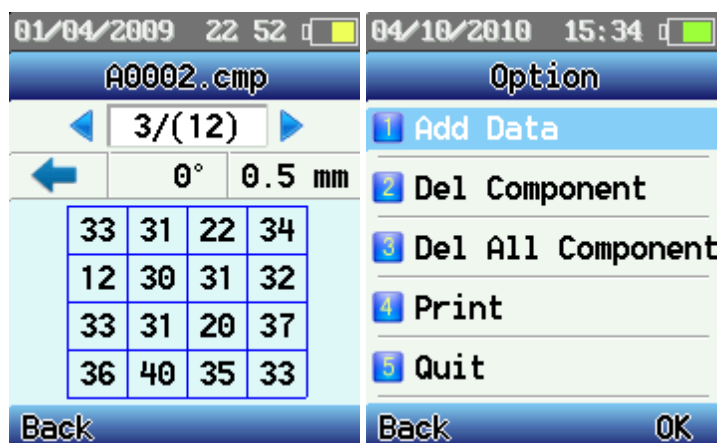 01/04/2009 22 52
A0002.cmp
3/(12)
0° 0.5 mm
33 31 22 34
12 30 31 32
33 31 20 37
36 40 35 33
Back
04/10/2010 15:34
Option
1 Add Data
2 Del Component
3 Del All Component
4 Print
5 Quit
Back OK